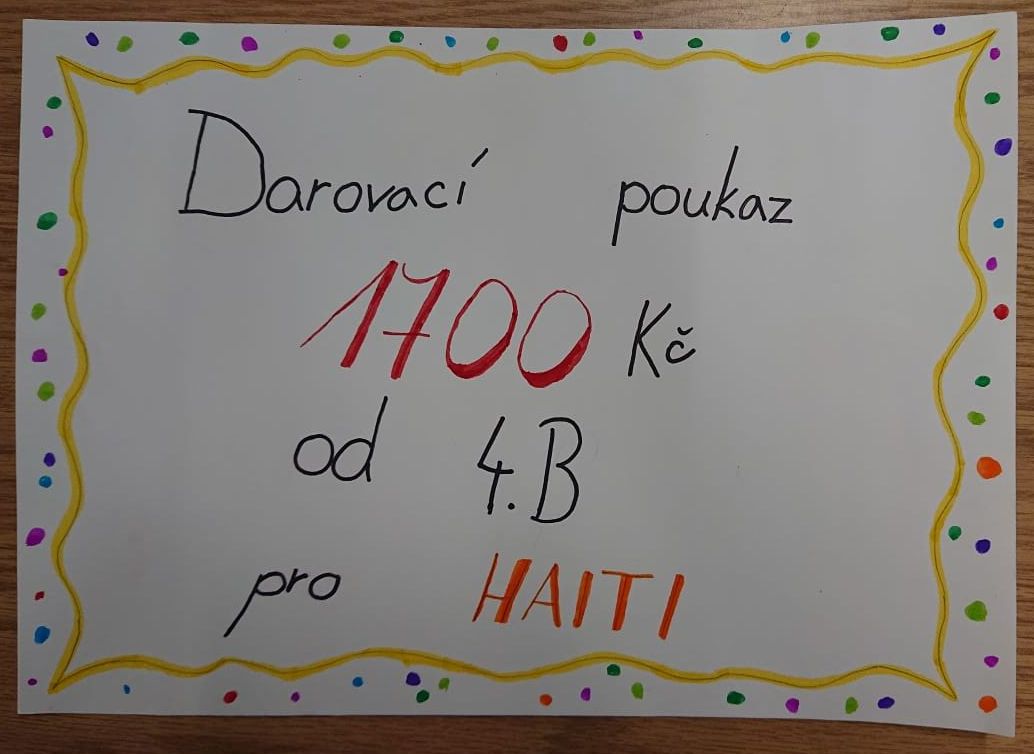 Darovací poukaz
1700 Kč
od 4.B
pro HAITI